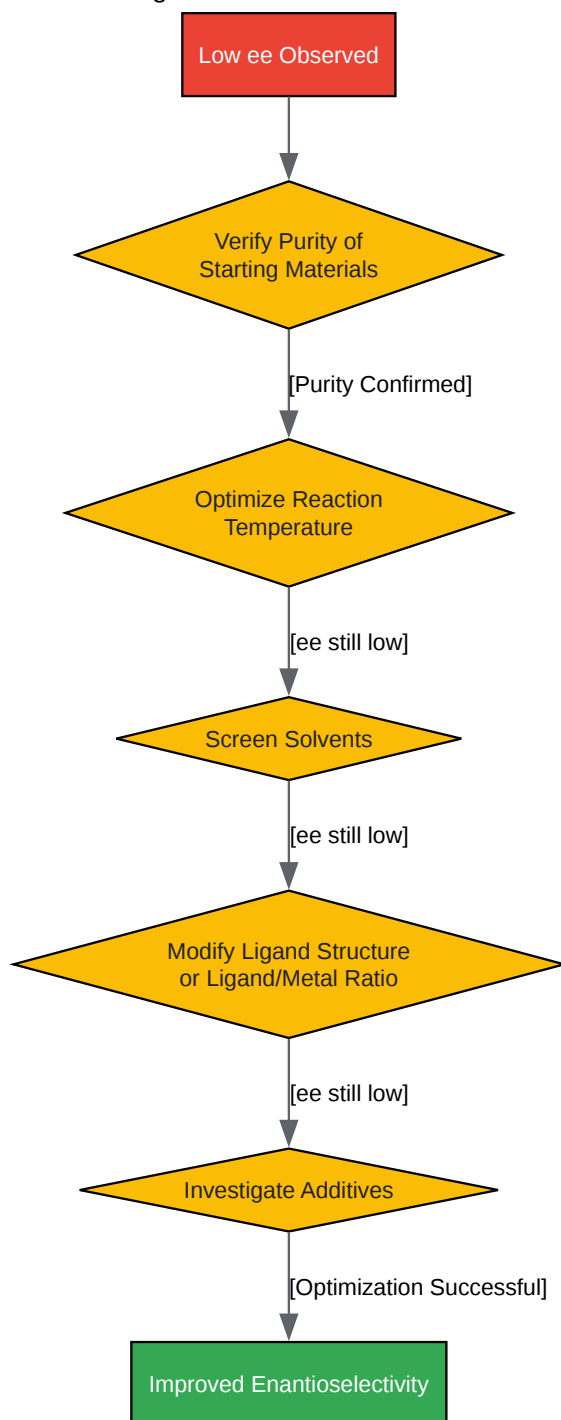 Low ee Observed
Verify Purity of
Starting Materials
[Purity Confirmed]
Optimize Reaction
Temperature
[ee still low]
Screen Solvents
[ee still low]
Modify Ligand Structure
or Ligand/Metal Ratio
[ee still low]
Investigate Additives
[Optimization Successful]
Improved Enantioselectivity